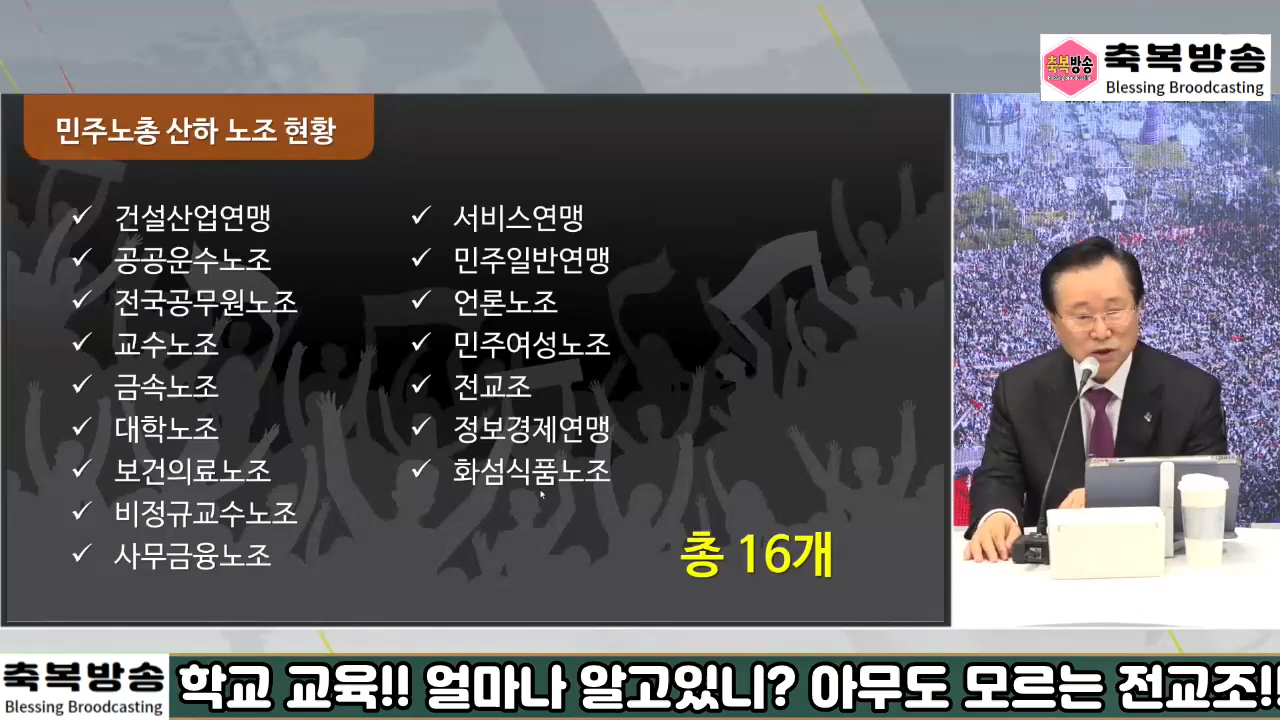 축복방송
축복방송
Blessing Broodcasting
민주노총 산하 노조 현황
✓ 건설산업연맹
✓ 공공운수노조
✓ 전국공무원노조
✓ 교수노조
✓ 금속노조
✓ 대학노조
✓ 보건의료노조
✓ 비정규교수노조
✓ 사무금융노조
✓ 서비스연맹
✓ 민주일반연맹
✓ 언론노조
✓ 민주여성노조
✓ 전교조
✓ 정보경제연맹
✓ 화섬식품노조
총 16개
축복방송
Blessing Broodcasting
학교 교육!! 얼마나 알고있니? 아무도 모르는 전교조!!